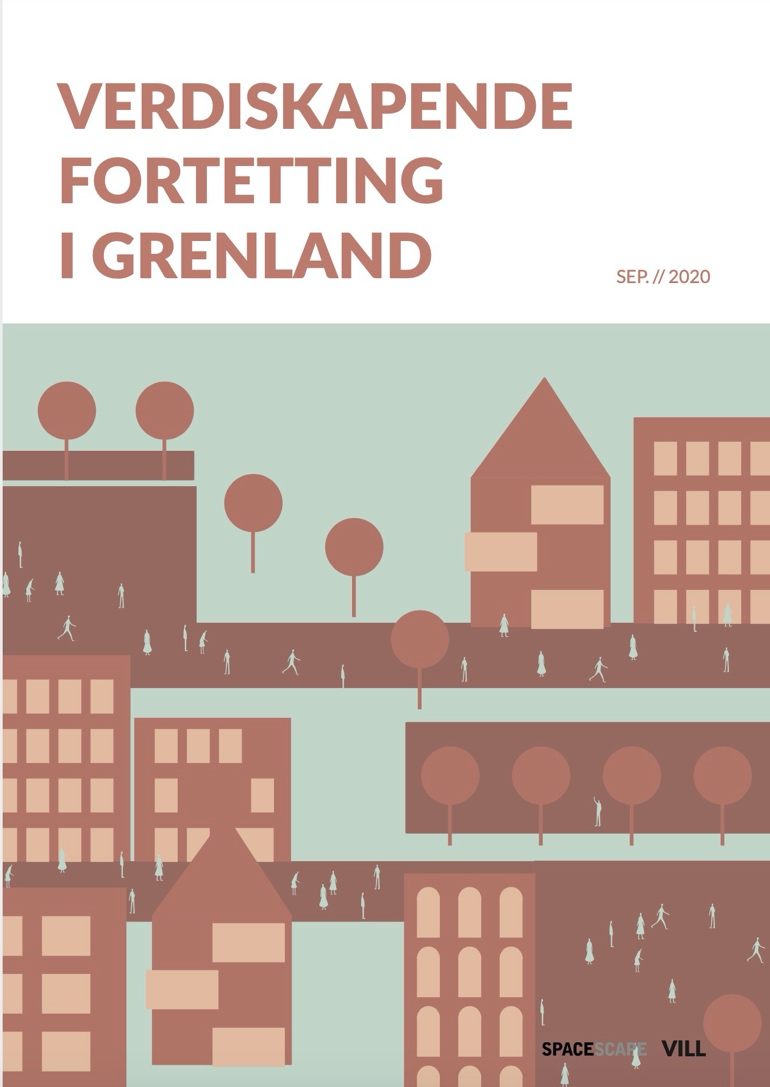 VERDISKAPENDE
FORTETTING
I GRENLAND
SEP. // 2020
SPACESCAPE VILL